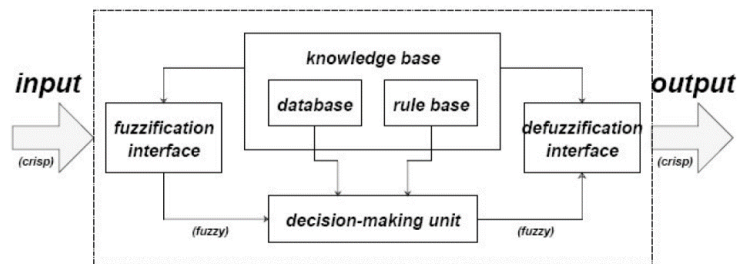 knowledge base
input
output
database
rule base
fuzzification
interface
defuzzification
interface
(crisp)
(crisp)
decision-making unit
(fuzzy)
(fuzzy)